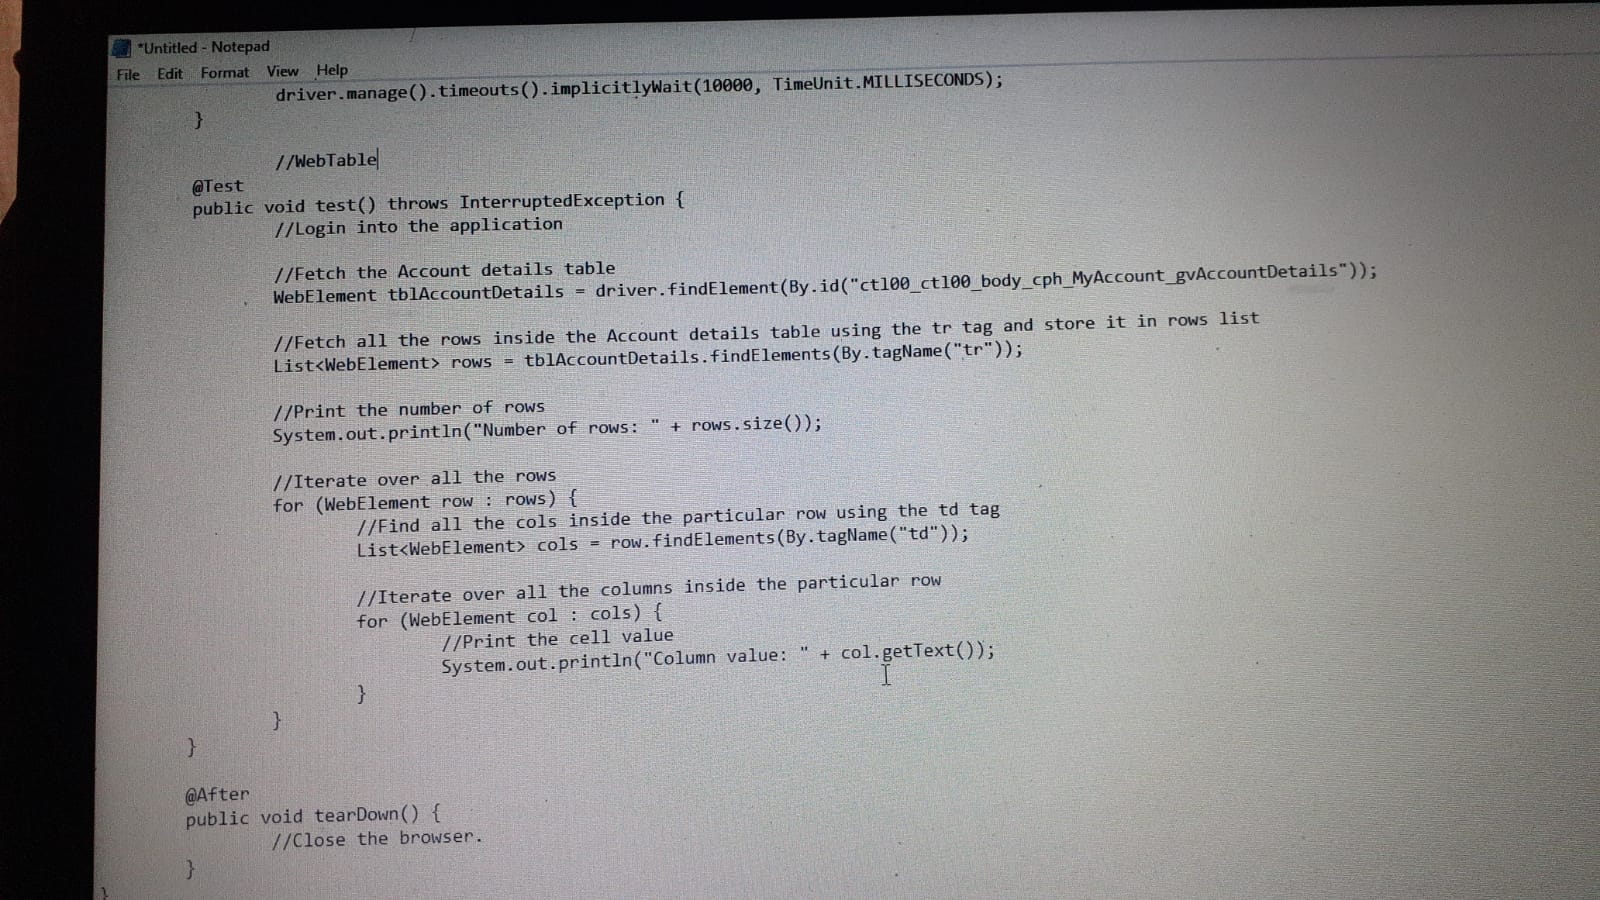 *Untitled - Notepad
File Edit Format View Help
driver.manage().timeouts().implicitlyWait(10000, TimeUnit.MILLISECONDS);
}
//WebTable
@Test
public void test() throws InterruptedException {
//Login into the application
//Fetch the Account details table
WebElement tblAccountDetails = driver.findElement(By.id("ctl00_ctl00_body_cph_MyAccount_gvAccountDetails"));
//Fetch all the rows inside the Account details table using the tr tag and store it in rows list
List<WebElement> rows = tblAccountDetails.findElements(By.tagName("tr"));
//Print the number of rows
System.out.println("Number of rows: " + rows.size());
//Iterate over all the rows
for (WebElement row : rows) {
//Find all the cols inside the particular row using the td tag
List<WebElement> cols = row.findElements(By.tagName("td"));
//Iterate over all the columns inside the particular row
for (WebElement col : cols) {
//Print the cell value
System.out.println("Column value: " + col.getText());
}
}
}
@After
public void tearDown() {
//Close the browser.
}
}